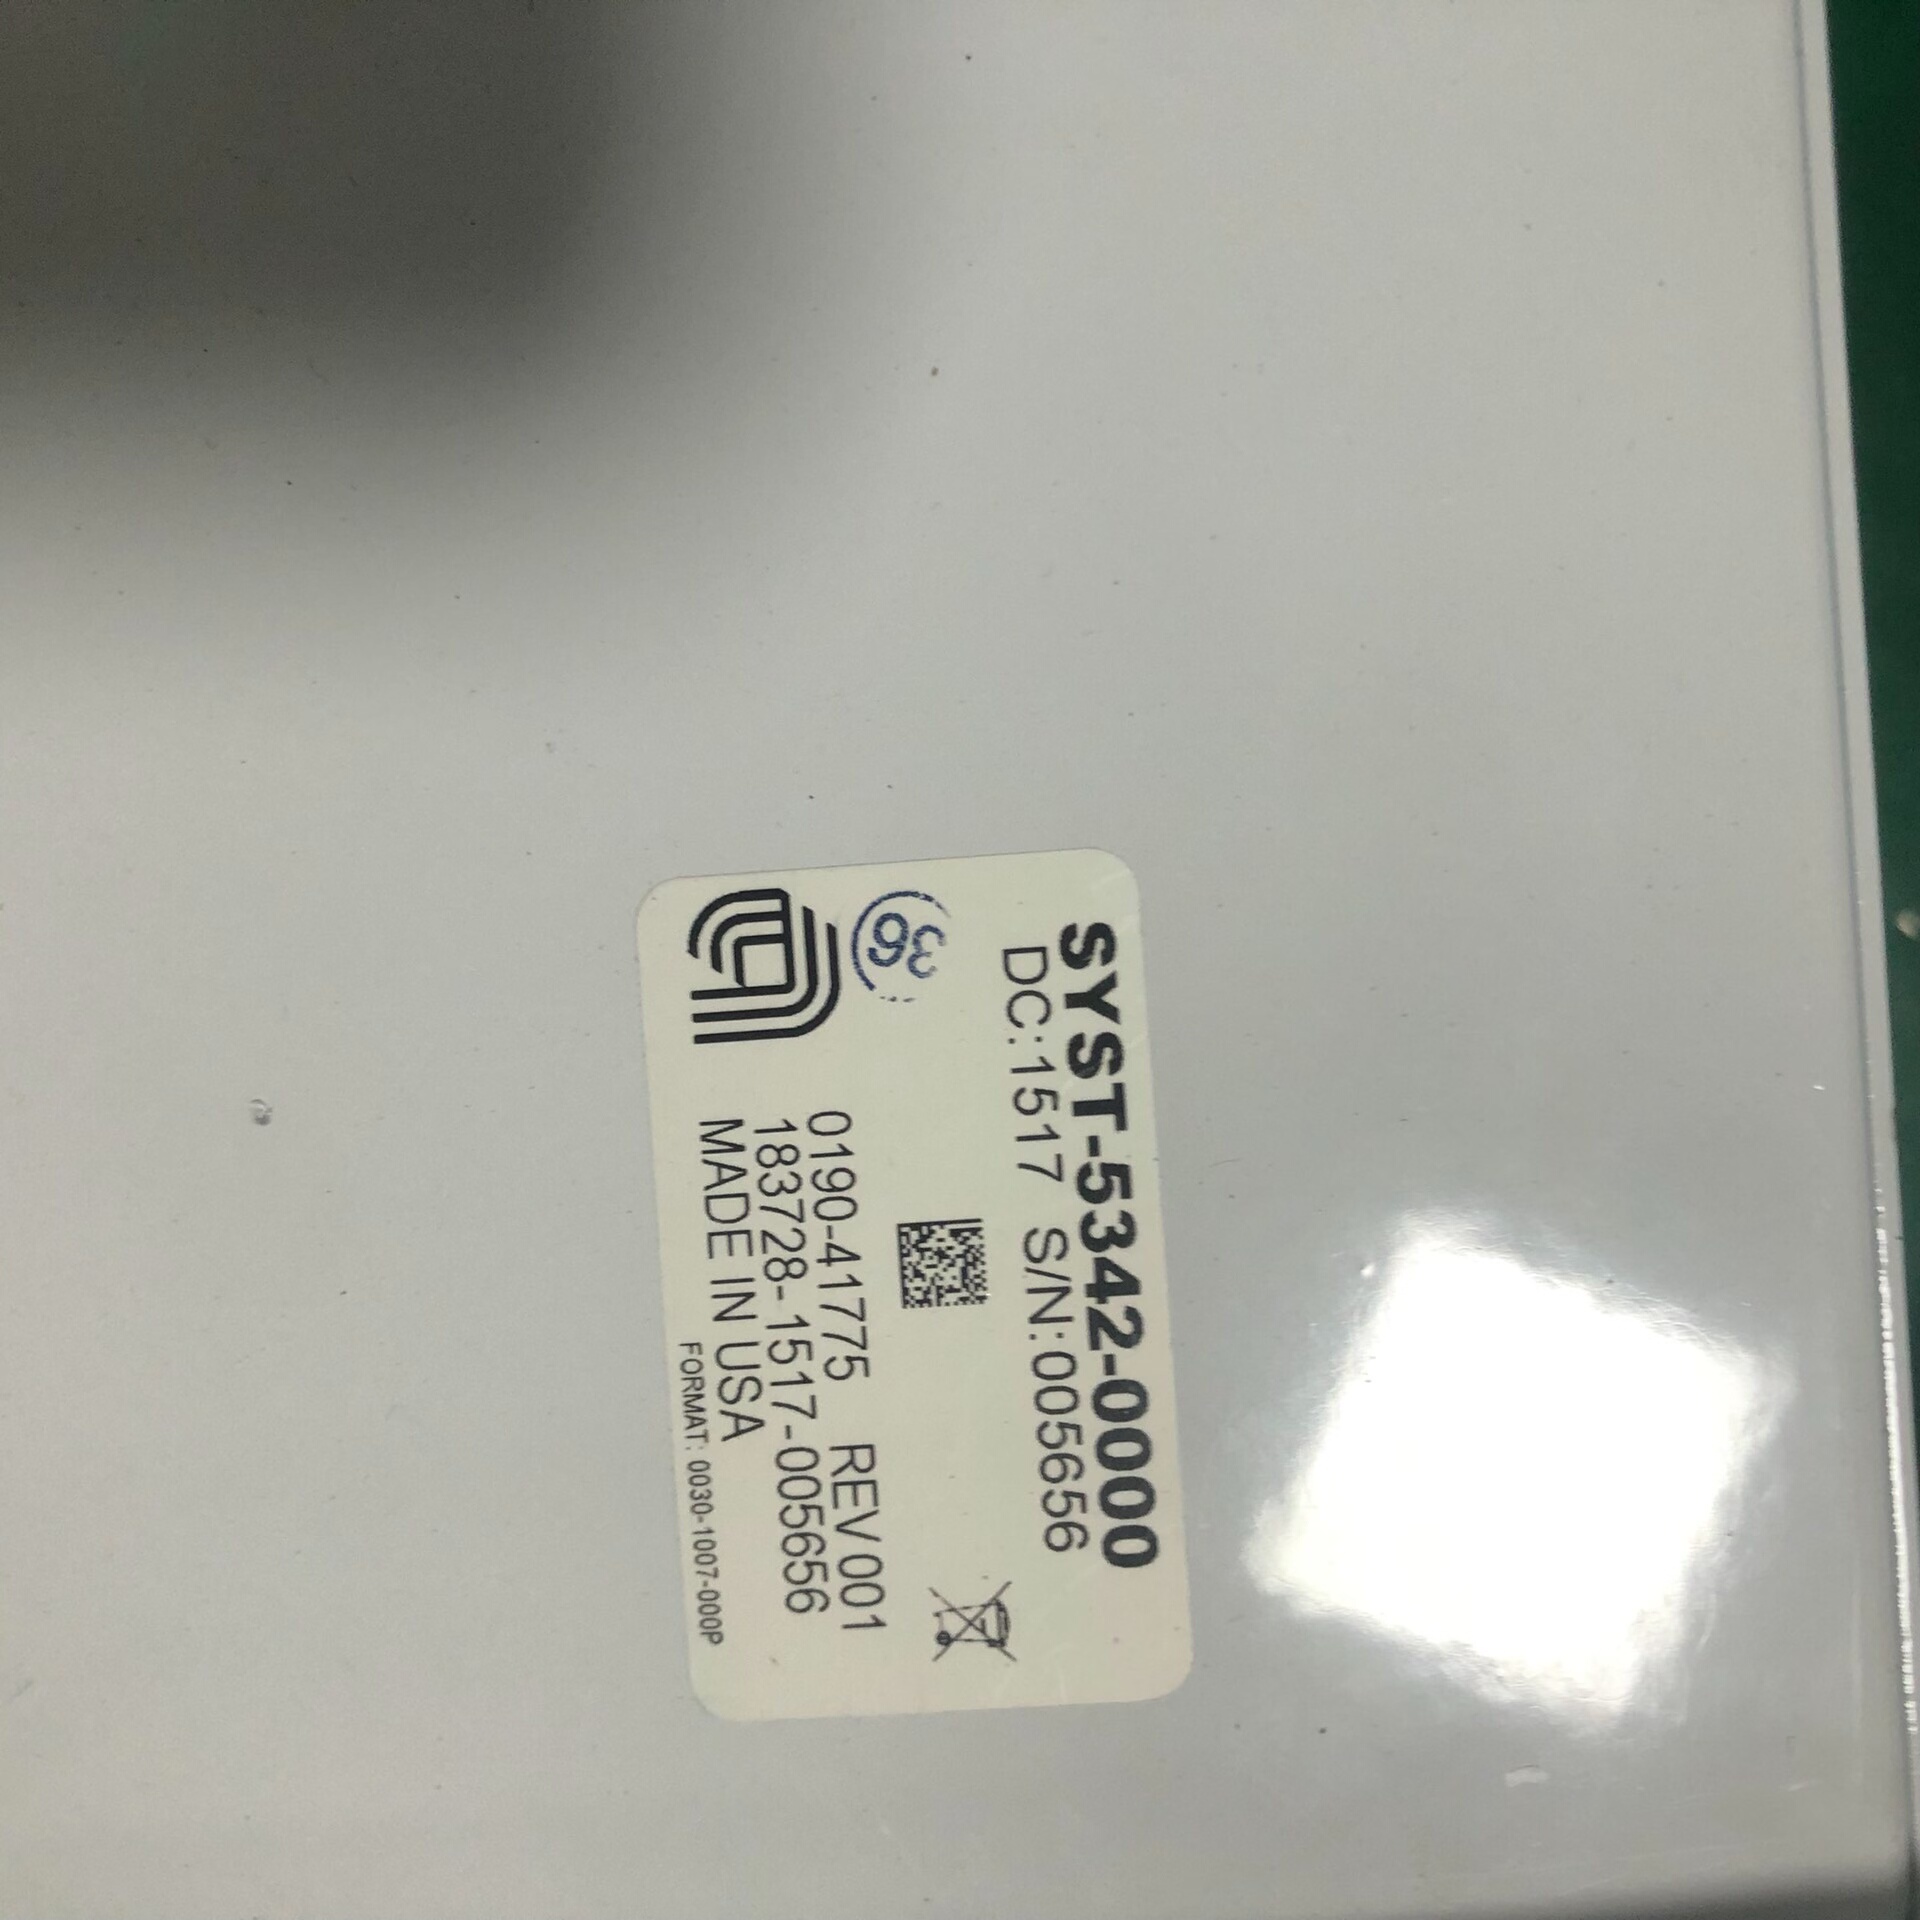 SYST-5342-0000
DC:1517 S/N:005656
36
0190-41775 REV 001
183728-1517-005656
MADE IN USA
FORMAT: 0030-1007-000P